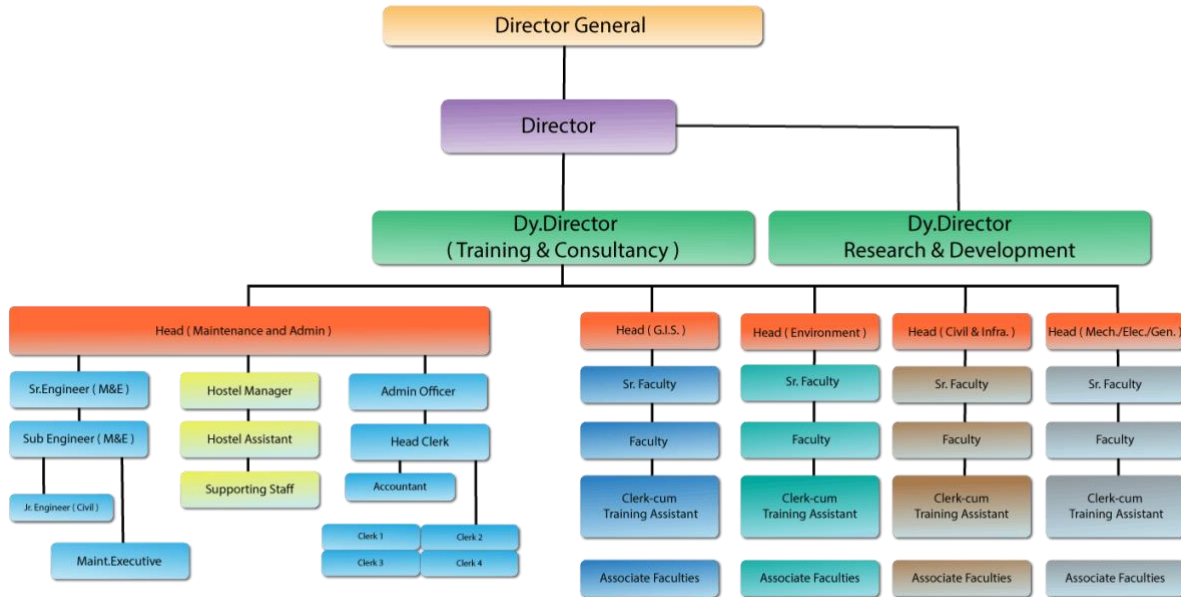 Director General
Director
Dy.Director
( Training & Consultancy )
Dy.Director
Research & Development
Head ( Maintenance and Admin )
Head ( G.I.S. )
Head ( Environment )
Head ( Civil & Infra. )
Head ( Mech./Elec./Gen. )
Sr.Engineer ( M&E )
Hostel Manager
Admin Officer
Sr. Faculty
Sr. Faculty
Sr. Faculty
Sr. Faculty
Sub Engineer ( M&E )
Hostel Assistant
Head Clerk
Faculty
Faculty
Faculty
Faculty
Jr. Engineer ( Civil )
Supporting Staff
Accountant
Clerk-cum
Training Assistant
Clerk-cum
Training Assistant
Clerk-cum
Training Assistant
Clerk-cum
Training Assistant
Maint.Executive
Clerk 1
Clerk 2
Clerk 3
Clerk 4
Associate Faculties
Associate Faculties
Associate Faculties
Associate Faculties